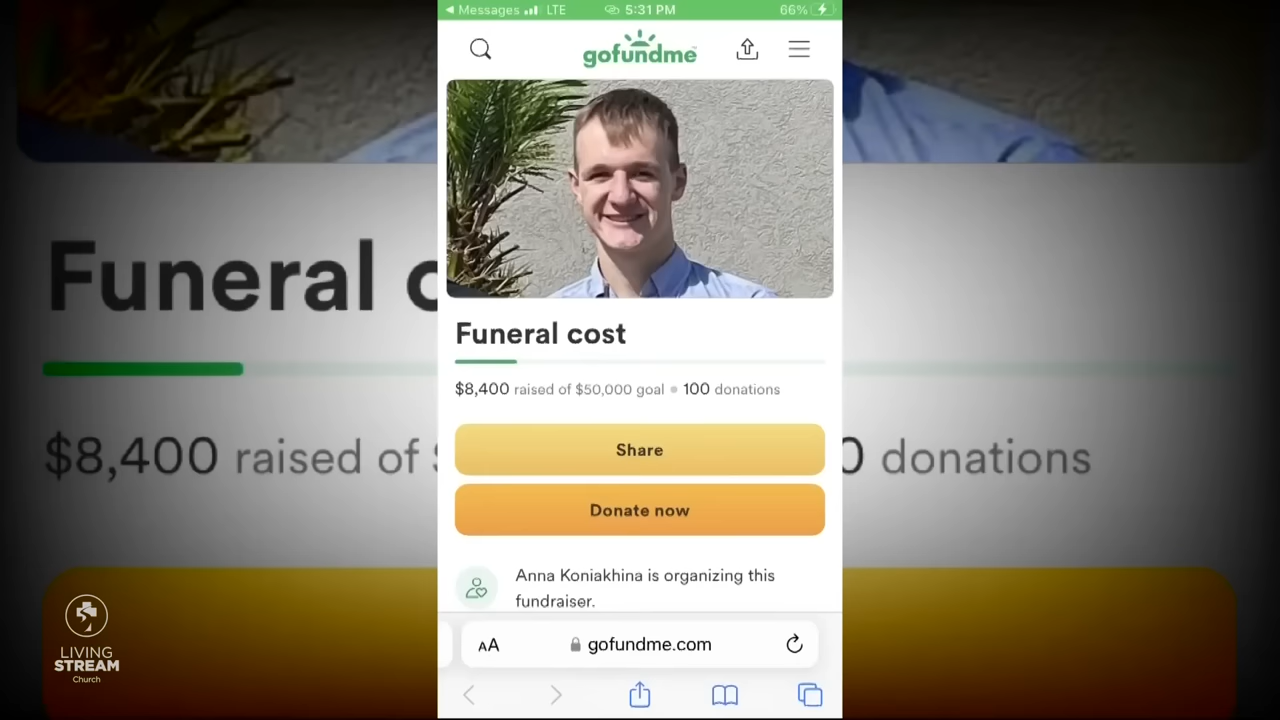 Messages LTE 5:31 PM 66%
gofundme
Funeral cost
$8,400 raised of $50,000 goal 100 donations
Share
Donate now
Anna Koniakhina is organizing this
fundraiser.
AA gofundme.com
Funeral c
$8,400 raised of
0 donations
LIVING
STREAM
Church